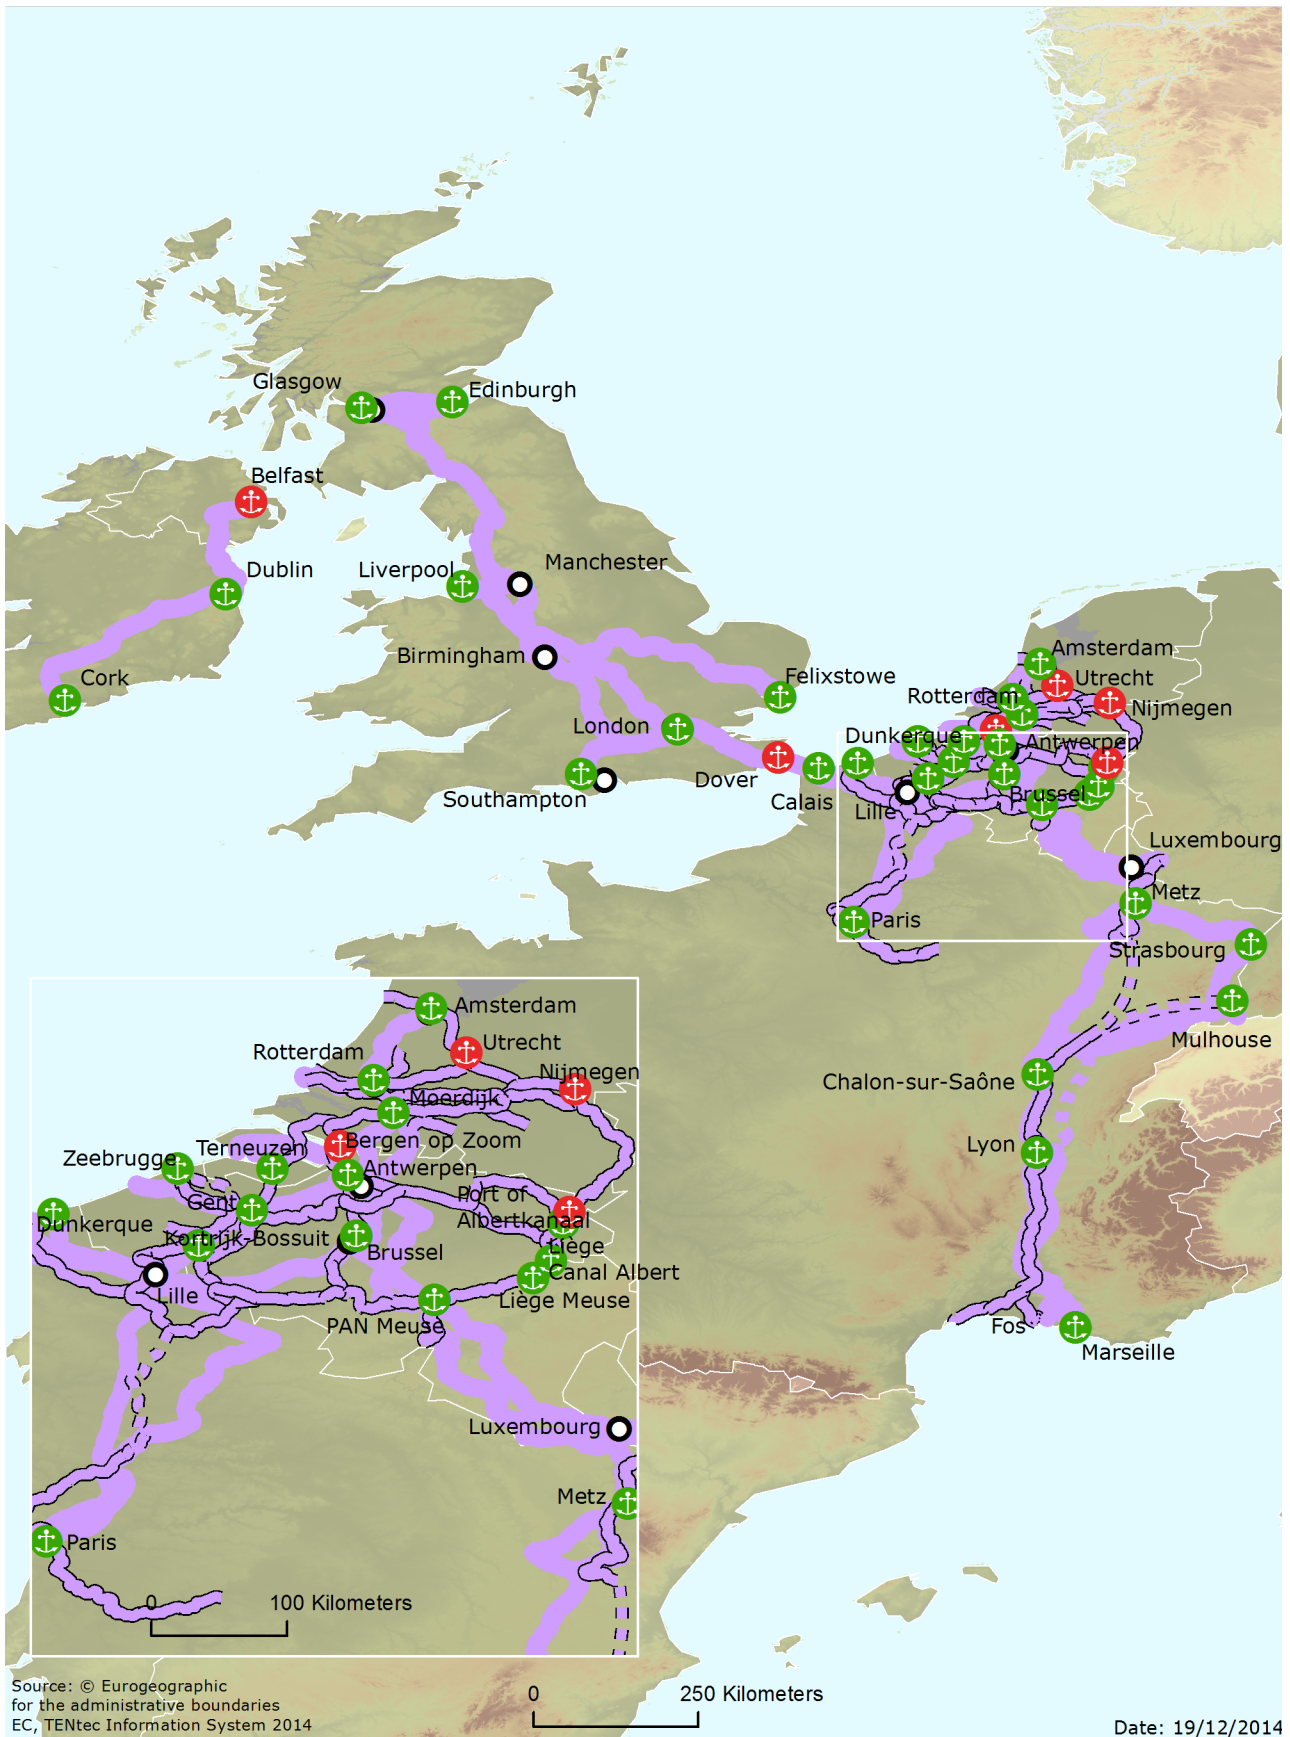 Glasgow
Edinburgh
Belfast
Dublin
Liverpool
Manchester
Birmingham
Cork
Felixstowe
London
Southampton
Dover
Calais
Amsterdam
Utrecht
Rotterdam
Nijmegen
Dunkerque
Antwerpen
Brussel
Lille
Luxembourg
Metz
Paris
Strasbourg
Mulhouse
Chalon-sur-Saône
Lyon
Fos
Marseille
Amsterdam
Utrecht
Rotterdam
Nijmegen
Moerdijk
Bergen op Zoom
Terneuzen
Zeebrugge
Antwerpen
Port of
Albertkanaal
Gent
Dunkerque
Kortrijk-Bossuit
Brussel
Liège
Canal Albert
Lille
Liège Meuse
PAN Meuse
Luxembourg
Metz
Paris
0 100 Kilometers
Source: © Eurogeographic
for the administrative boundaries
EC, TENtec Information System 2014
0 250 Kilometers
Date: 19/12/2014